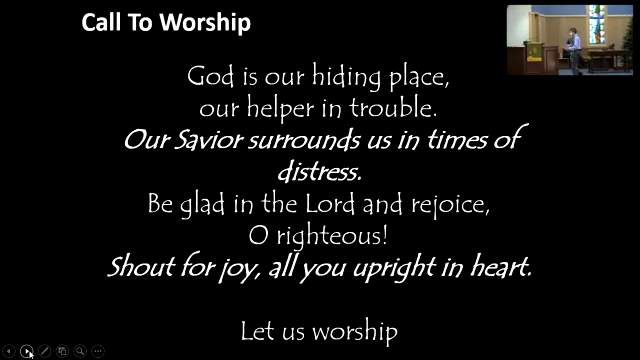 Call To Worship
God is our hiding place,
our helper in trouble.
Our Savior surrounds us in times of
distress.
Be glad in the Lord and rejoice,
O righteous!
Shout for joy, all you upright in heart.
Let us worship